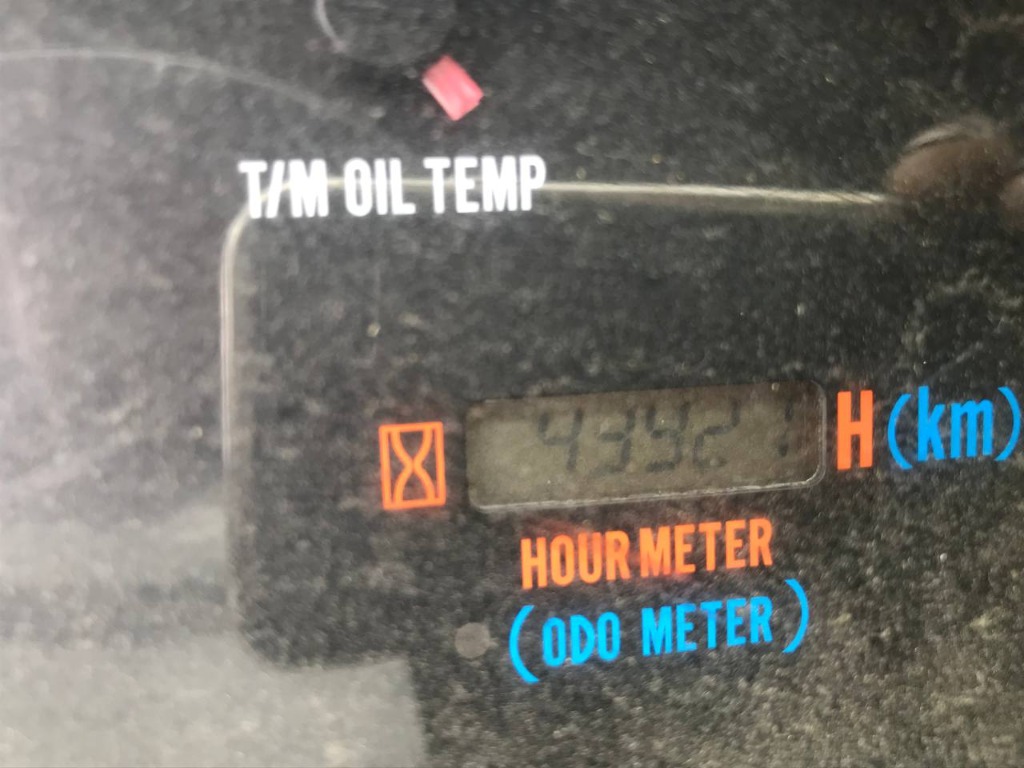 T/M OIL TEMP
H (km)
HOUR METER
(ODO METER)